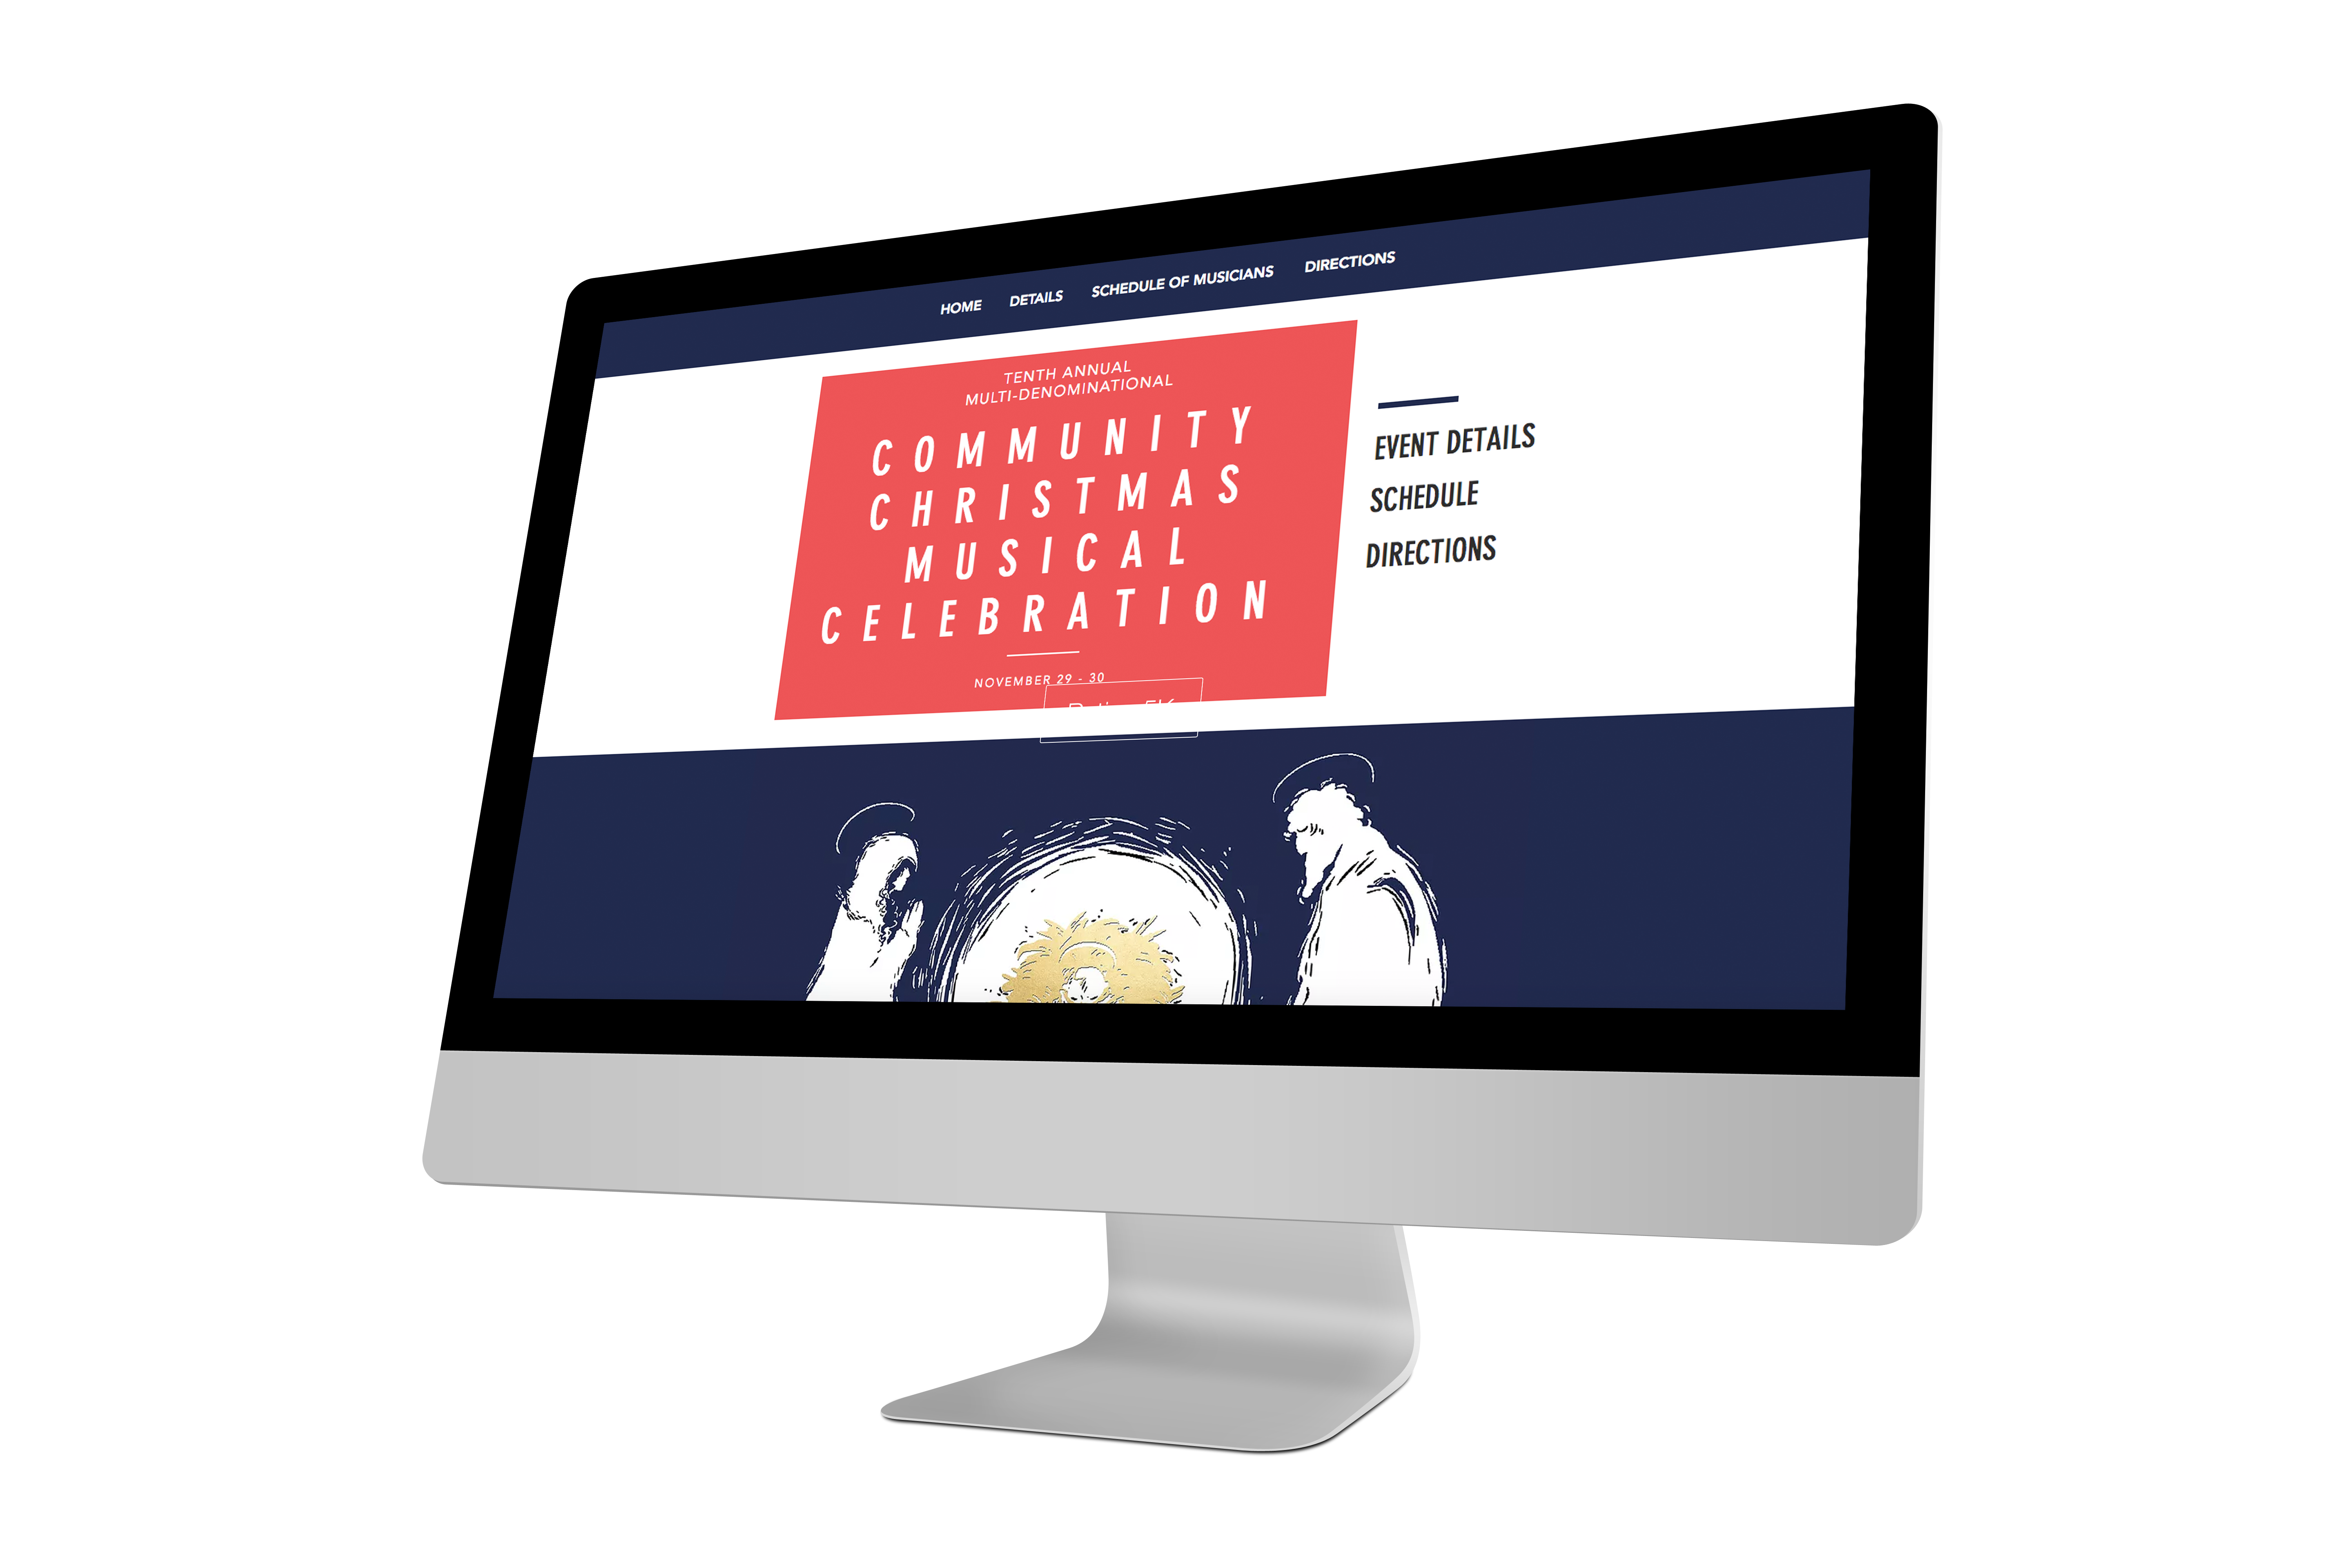 HOME DETAILS SCHEDULE OF MUSICIANS DIRECTIONS
TENTH ANNUAL
MULTI-DENOMINATIONAL
COMMUNITY
CHRISTMAS
MUSICAL
CELEBRATION
NOVEMBER 29 - 30
EVENT DETAILS
SCHEDULE
DIRECTIONS